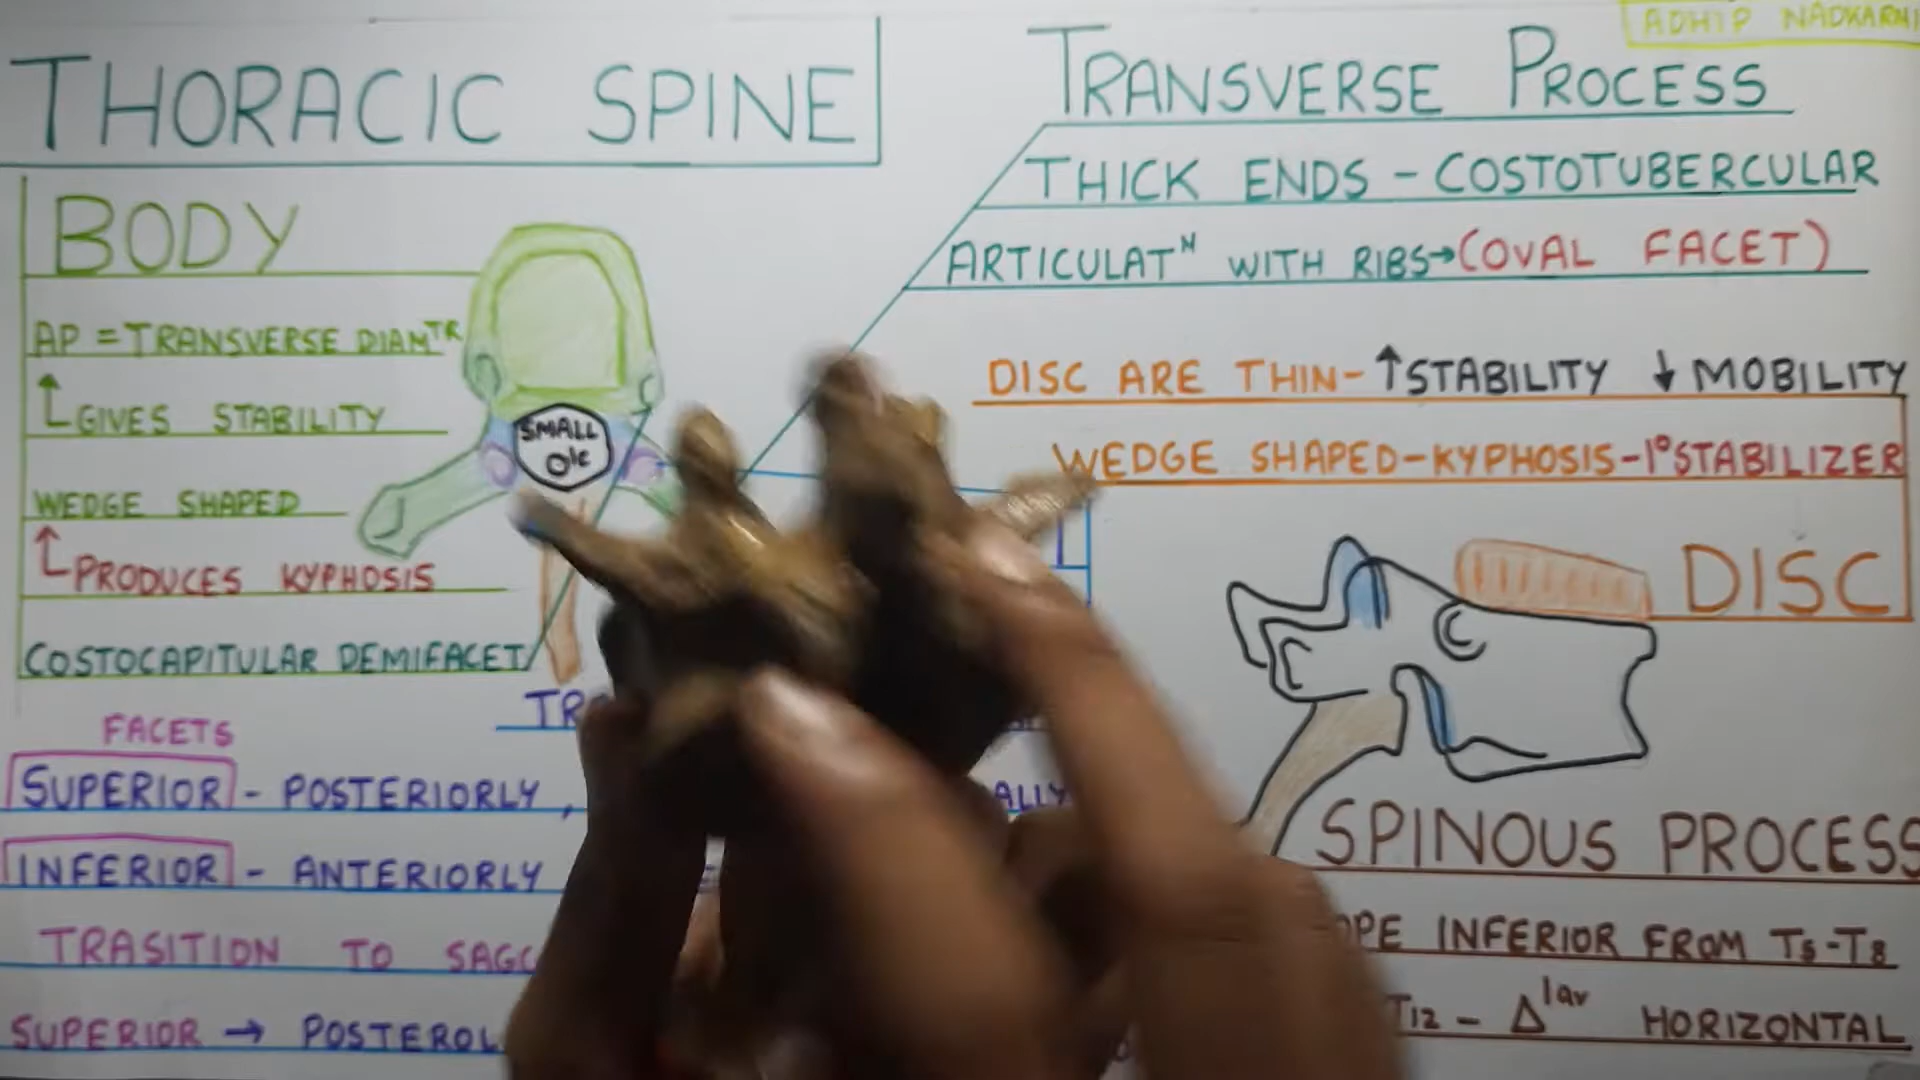 ADHIP NADKARNI
THORACIC SPINE
BODY
AP = TRANSVERSE DIAMTR
GIVES STABILITY
WEDGE SHAPED
PRODUCES KYPHOSIS
COSTOCAPITULAR DEMIFACET
SMALL
Ole
FACETS
SUPERIOR - POSTERIORLY,
INFERIOR - ANTERIORLY
TRASITION TO
SUPERIOR →
TRANSVERSE PROCESS
THICK ENDS - COSTOTUBERCULAR
ARTICULATN WITH RIBS→(OVAL FACET)
DISC ARE THIN-↑STABILITY ↓MOBILITY
WEDGE SHAPED-KYPHOSIS-1°STABILIZER
DISC
SPINOUS PROCESS
INFERIOR FROM T5-T8
T12 - Δlar HORIZONTAL